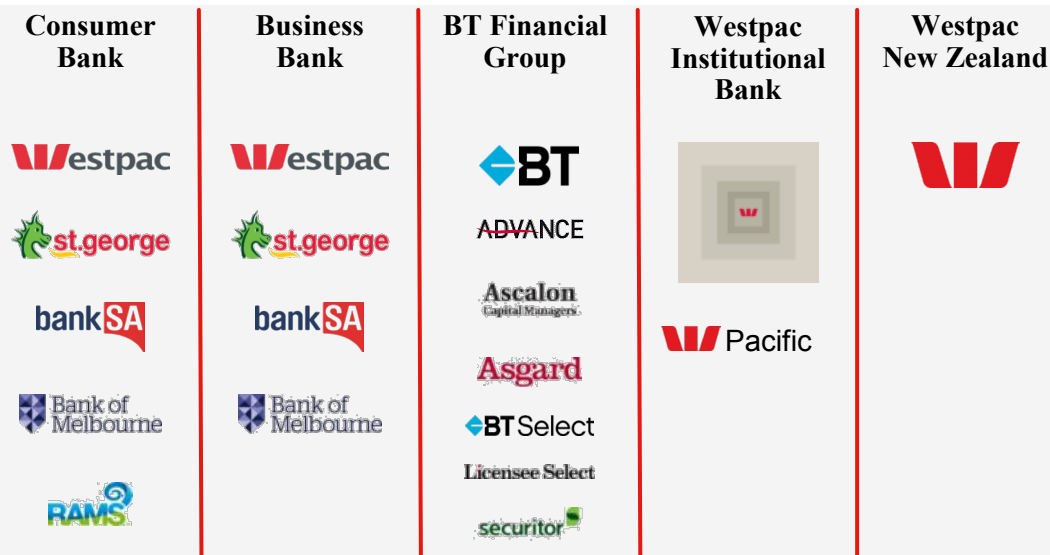 Consumer
Bank
Westpac
st.george
bankSA
Bank of
Melbourne
RAMS
Business
Bank
Westpac
st.george
bankSA
Bank of
Melbourne
BT Financial
Group
BT
ADVANCE
Ascalon
Capital Managers
Asgard
BT Select
Licensee Select
securitor
Westpac
Institutional
Bank
W
W Pacific
Westpac
New Zealand
W